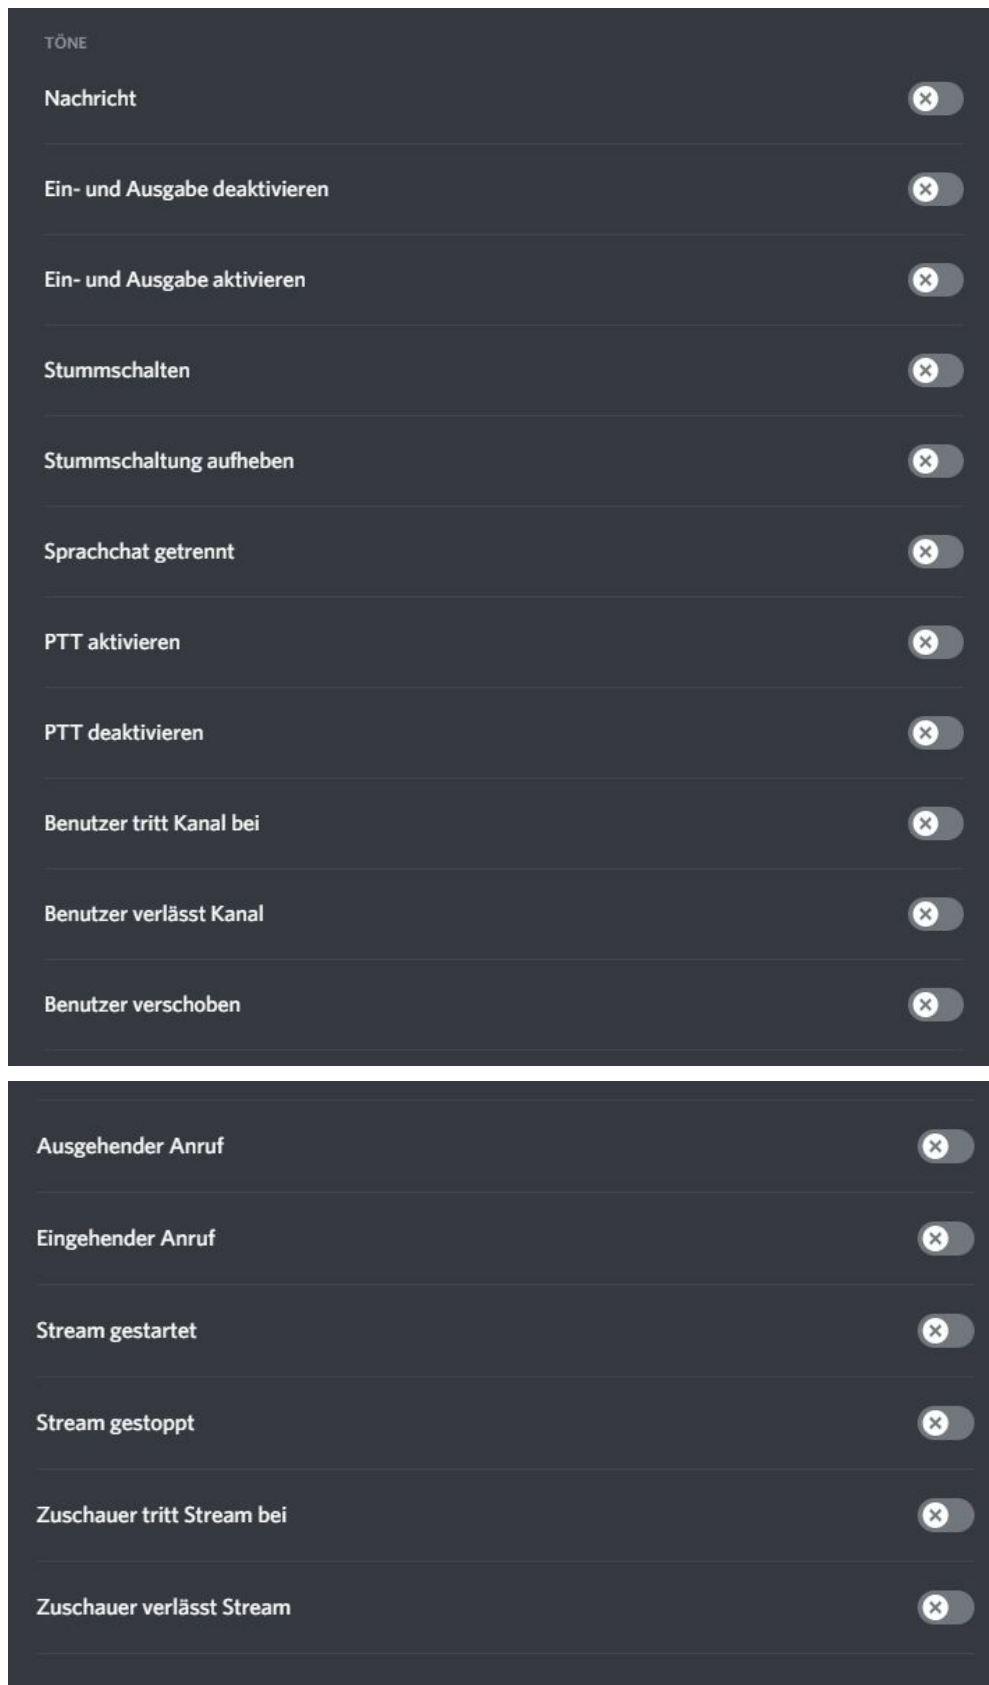 TÖNE
Nachricht
Ein- und Ausgabe deaktivieren
Ein- und Ausgabe aktivieren
Stummschalten
Stummschaltung aufheben
Sprachchat getrennt
PTT aktivieren
PTT deaktivieren
Benutzer tritt Kanal bei
Benutzer verlässt Kanal
Benutzer verschoben
Ausgehender Anruf
Eingehender Anruf
Stream gestartet
Stream gestoppt
Zuschauer tritt Stream bei
Zuschauer verlässt Stream